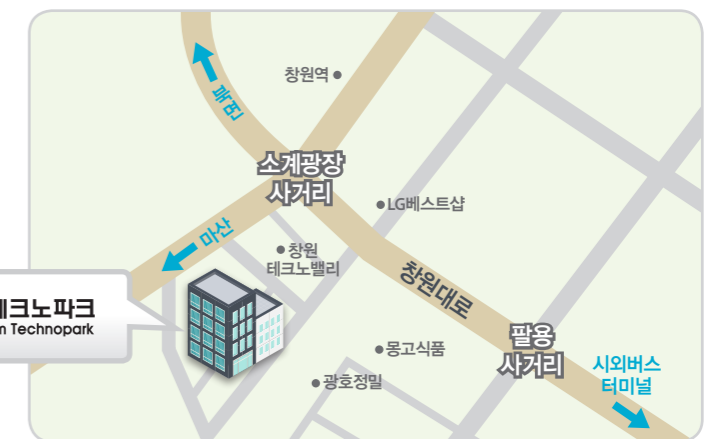 창원역
북면
소계광장
사거리
LG베스트샵
마산
창원
테크노밸리
창원대로
테크노파크
Technopark
팔용
사거리
몽고식품
시외버스
터미널
광호정밀